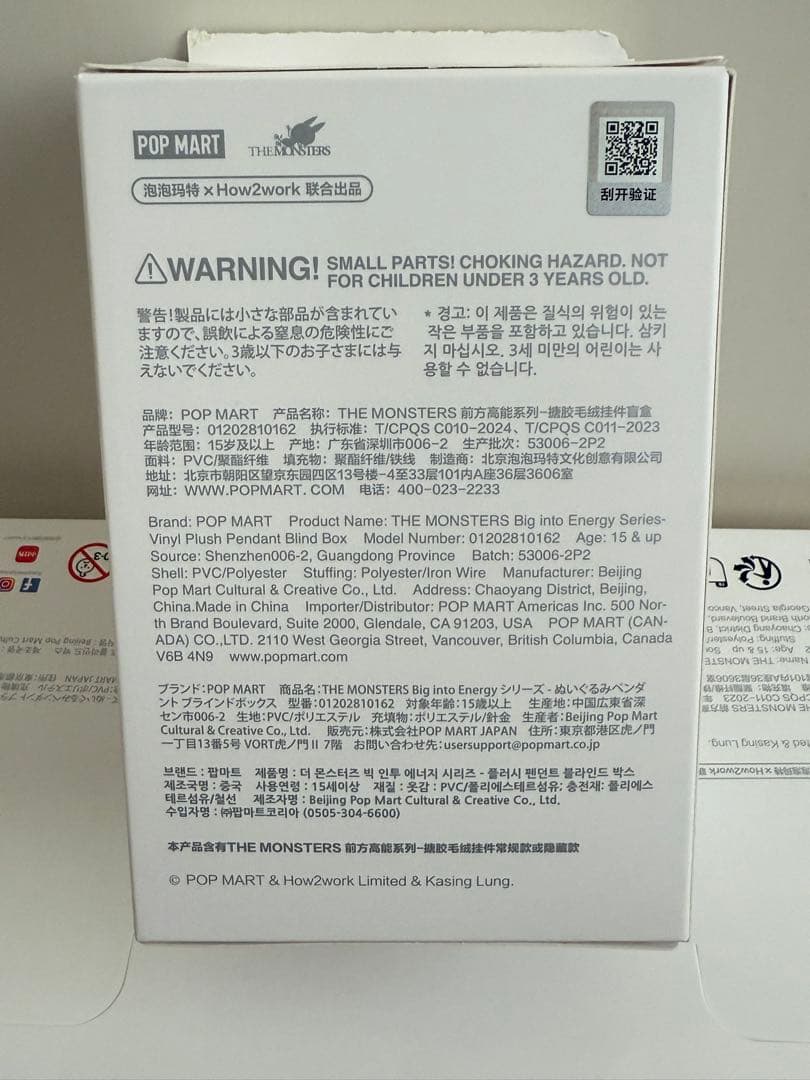 POP MART
THE MONSTERS
泡泡玛特×How2work 联合出品
刮开验证
WARNING! SMALL PARTS! CHOKING HAZARD. NOT
FOR CHILDREN UNDER 3 YEARS OLD.
警告!製品には小さな部品が含まれてい
ますので、誤飲による窒息の危険性にご
注意ください。3歳以下のお子さまには与
えないでください。
* 경고: 이 제품은 질식의 위험이 있는
작은 부품을 포함하고 있습니다. 삼키
지 마십시오. 3세 미만의 어린이는 사
용할 수 없습니다.
品牌: POP MART 产品名称: THE MONSTERS 前方高能系列-搪胶毛绒挂件盲盒
产品型号: 01202810162 执行标准: T/CPQS C010-2024、T/CPQS C011-2023
年龄范围: 15岁及以上 产地: 广东省深圳市006-2 生产批次: 53006-2P2
面料: PVC/聚酯纤维 填充物: 聚酯纤维/铁线 制造商: 北京泡泡玛特文化创意有限公司
地址: 北京市朝阳区望京东园四区13号楼-4至33层101内A座36层3606室
网址: WWW.POPMART.COM 电话: 400-023-2233
Brand: POP MART Product Name: THE MONSTERS Big into Energy Series-
Vinyl Plush Pendant Blind Box Model Number: 01202810162 Age: 15 & up
Source: Shenzhen006-2, Guangdong Province Batch: 53006-2P2
Shell: PVC/Polyester Stuffing: Polyester/Iron Wire Manufacturer: Beijing
Pop Mart Cultural & Creative Co., Ltd. Address: Chaoyang District, Beijing,
China.Made in China Importer/Distributor: POP MART Americas Inc. 500 Nor-
th Brand Boulevard, Suite 2000, Glendale, CA 91203, USA POP MART (CAN-
ADA) CO.,LTD. 2110 West Georgia Street, Vancouver, British Columbia, Canada
V6B 4N9 www.popmart.com
ブランド: POP MART 商品名: THE MONSTERS Big into Energy シリーズ - ぬいぐるみペンダ
ント ブラインドボックス 型番: 01202810162 対象年齢: 15歳以上 生産地: 中国広東省深
セン市006-2 生地: PVC/ポリエステル 充填物: ポリエステル/針金 生産者: Beijing Pop Mart
Cultural & Creative Co., Ltd. 販売元: 株式会社POP MART JAPAN 住所: 東京都港区虎ノ門
一丁目13番5号 VORT虎ノ門Ⅱ 7階 お問い合わせ先: usersupport@popmart.co.jp
브랜드 : 팝마트 제품명 : 더 몬스터즈 빅 인투 에너지 시리즈 - 플러시 펜던트 블라인드 박스
제조국명 : 중국 사용연령 : 15세이상 재질 : 옷감 : PVC/폴리에스테르섬유; 충전재: 폴리에스
테르섬유/철선 제조자명 : Beijing Pop Mart Cultural & Creative Co., Ltd.
수입자명 : ㈜팝마트코리아 (0505-304-6600)
本产品含有THE MONSTERS 前方高能系列-搪胶毛绒挂件常规款或隐藏款
© POP MART & How2work Limited & Kasing Lung.